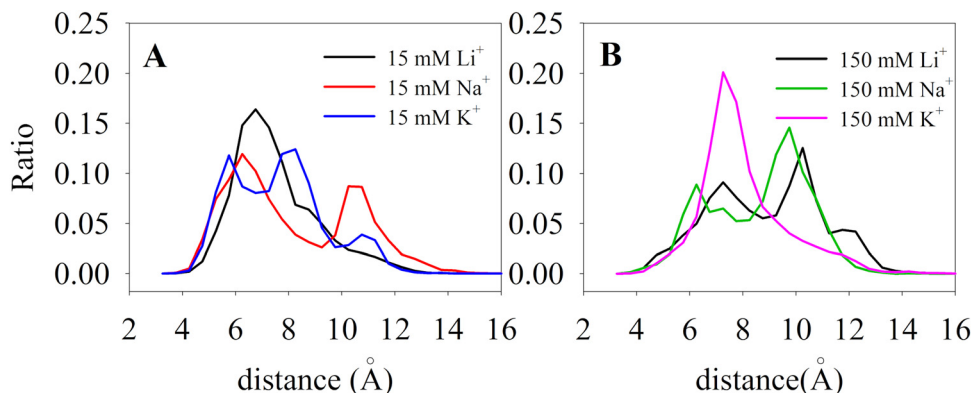 0.25
0.20
0.15
0.10
0.05
0.00
Ratio
A
15 mM Li+
15 mM Na+
15 mM K+
2 4 6 8 10 12 14 16
distance (Å)
0.25
0.20
0.15
0.10
0.05
0.00
B
150 mM Li+
150 mM Na+
150 mM K+
2 4 6 8 10 12 14 16
distance(Å)